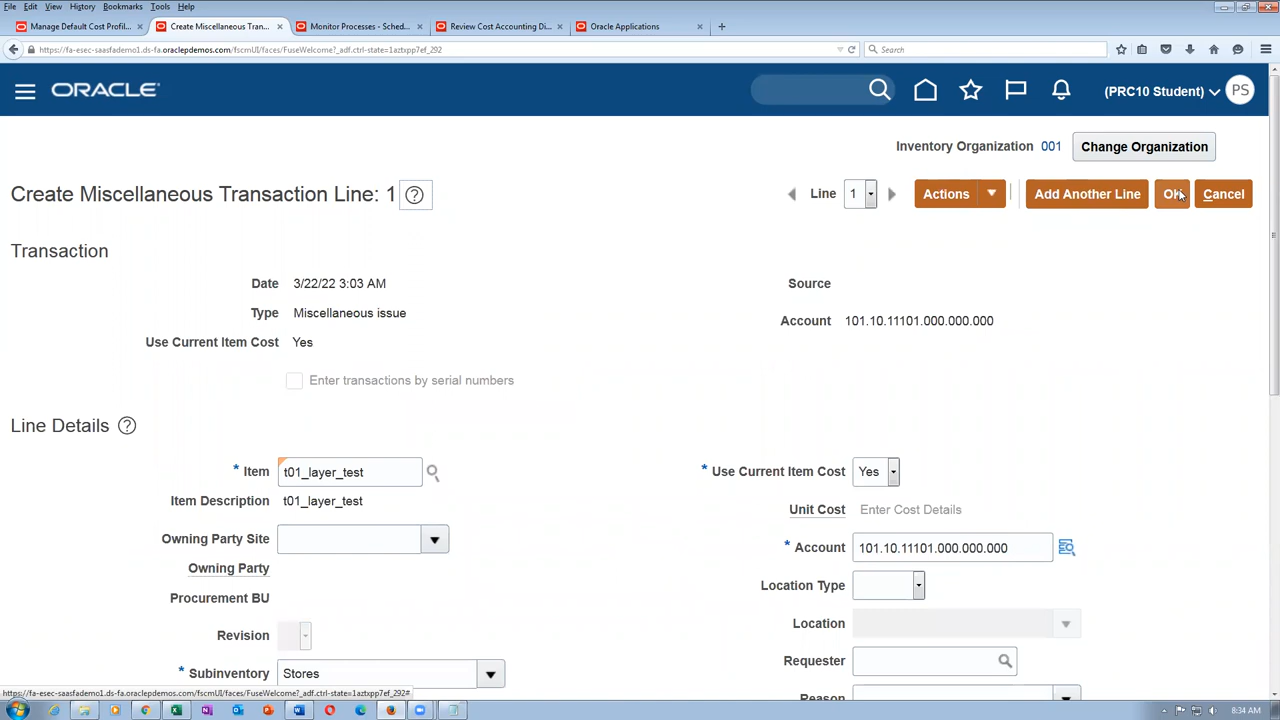 File Edit View History Bookmarks Tools Help
Manage Default Cost Profil... × Create Miscellaneous Tran... × Monitor Processes - Sched... × Review Cost Accounting Di... × Oracle Applications × +
https://fa-esec-saasfademo1.ds-fa.oraclepdemos.com/fscmUI/faces/FuseWelcome?_adf.ctrl-state=1aztxpp7ef_292 Search
ORACLE (PRC10 Student) PS
Inventory Organization 001 Change Organization
Create Miscellaneous Transaction Line: 1 ? Line 1 Actions Add Another Line OK Cancel
Transaction
Date 3/22/22 3:03 AM Source
Type Miscellaneous issue Account 101.10.11101.000.000.000
Use Current Item Cost Yes
Enter transactions by serial numbers
Line Details ?
* Item t01_layer_test * Use Current Item Cost Yes
Item Description t01_layer_test Unit Cost Enter Cost Details
Owning Party Site * Account 101.10.11101.000.000.000
Owning Party Location Type
Procurement BU Location
Revision Requester
* Subinventory Stores Reason
https://fa-esec-saasfademo1.ds-fa.oraclepdemos.com/fscmUI/faces/FuseWelcome?_adf.ctrl-state=1aztxpp7ef_292#
8:34 AM